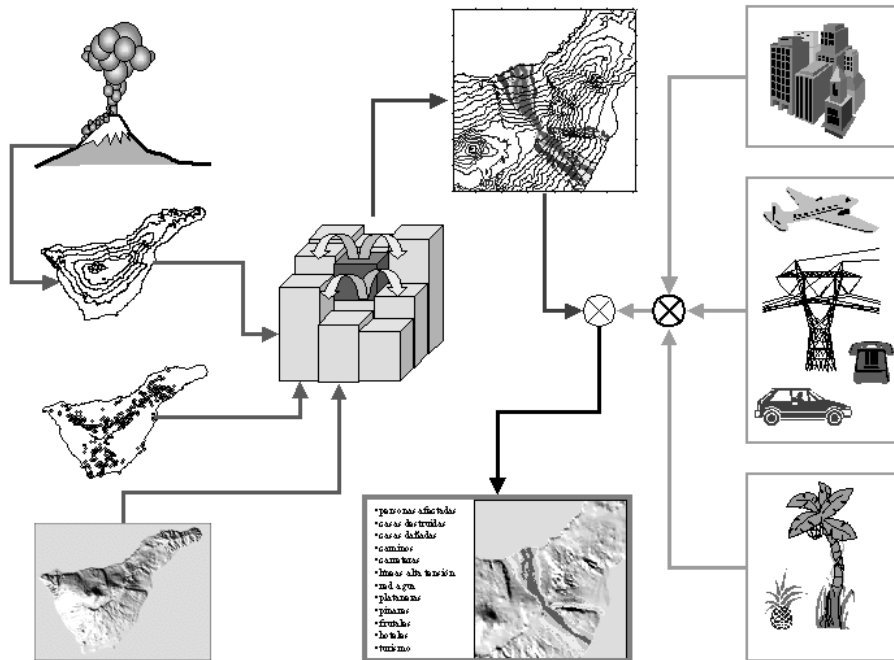 •personas afectadas
•casas destruidas
•casas dañadas
•caminos
•carreteras
•líneas alta tensión
•red agua
•plataneras
•pinares
•frutales
•hoteles
•turismo